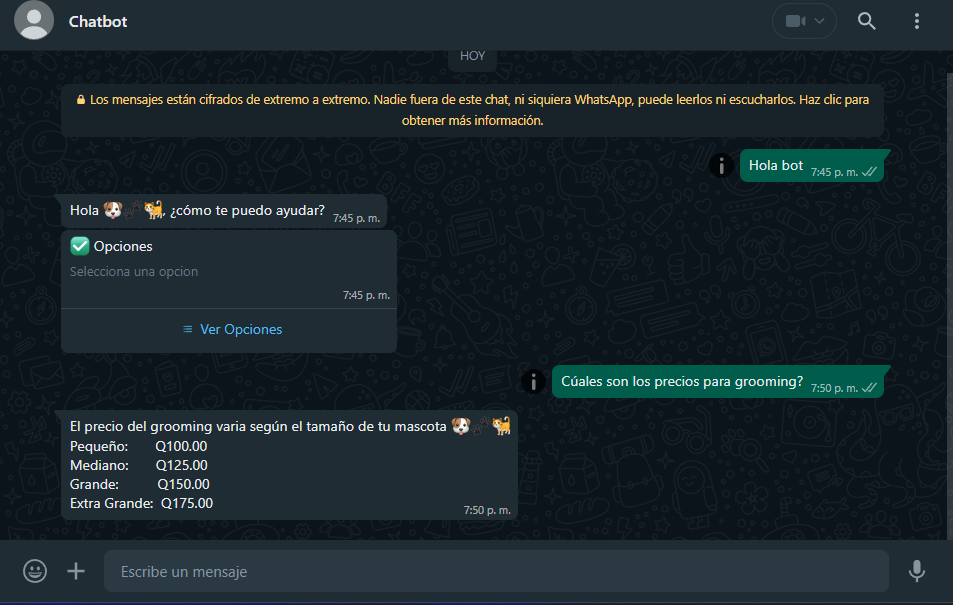 Chatbot
HOY
Los mensajes están cifrados de extremo a extremo. Nadie fuera de este chat, ni siquiera WhatsApp, puede leerlos ni escucharlos. Haz clic para
obtener más información.
Hola bot 7:45 p. m.
Hola 🐶🐾🐈, ¿cómo te puedo ayudar? 7:45 p. m.
✅ Opciones
Selecciona una opcion
7:45 p. m.
Ver Opciones
Cúales son los precios para grooming? 7:50 p. m.
El precio del grooming varia según el tamaño de tu mascota 🐶🐾🐈
Pequeño: Q100.00
Mediano: Q125.00
Grande: Q150.00
Extra Grande: Q175.00
7:50 p. m.
Escribe un mensaje